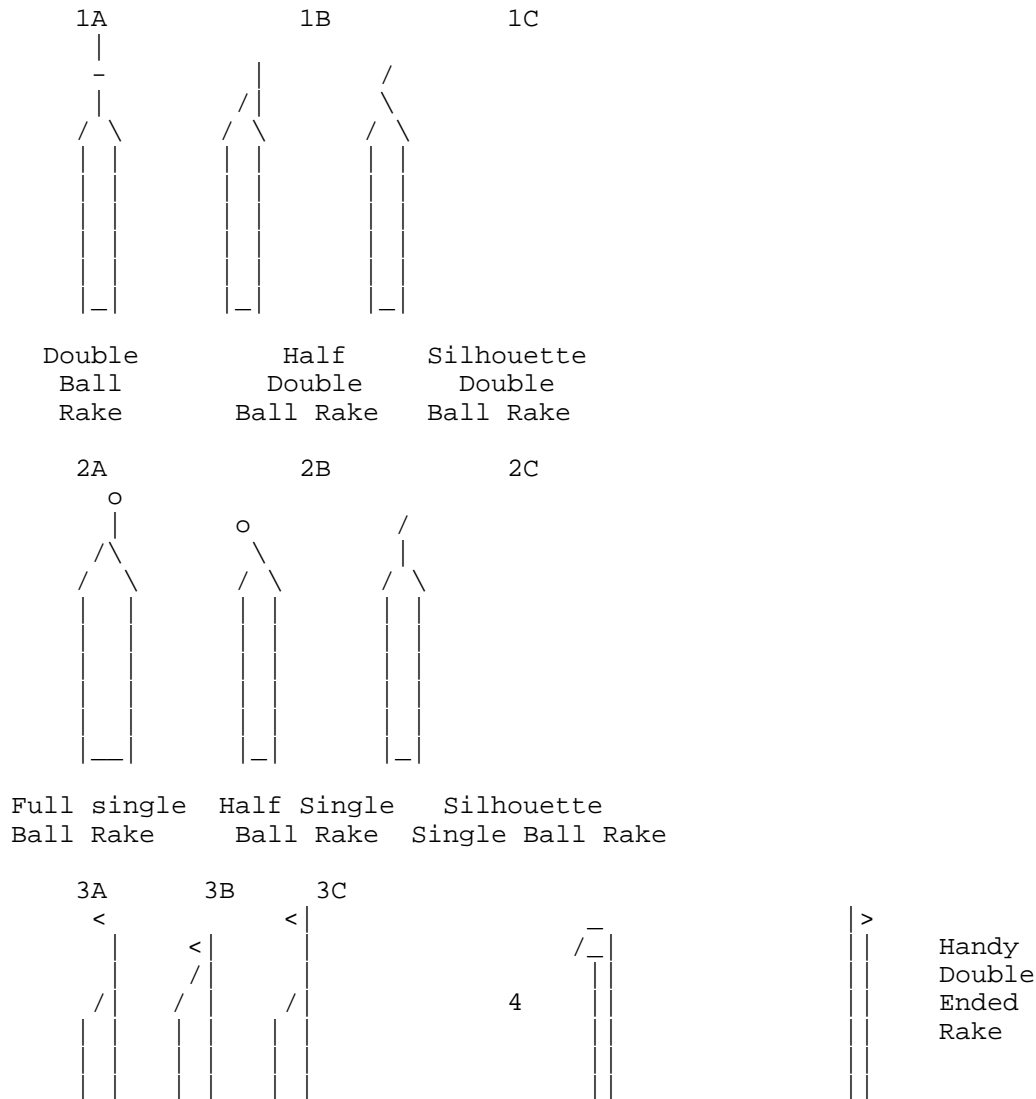 1A 1B 1C
Double Half Silhouette
Ball Double Double
Rake Ball Rake Ball Rake
2A 2B 2C
Full single Half Single Silhouette
Ball Rake Ball Rake Single Ball Rake
3A 3B 3C
Handy
Double
4 Ended
Rake